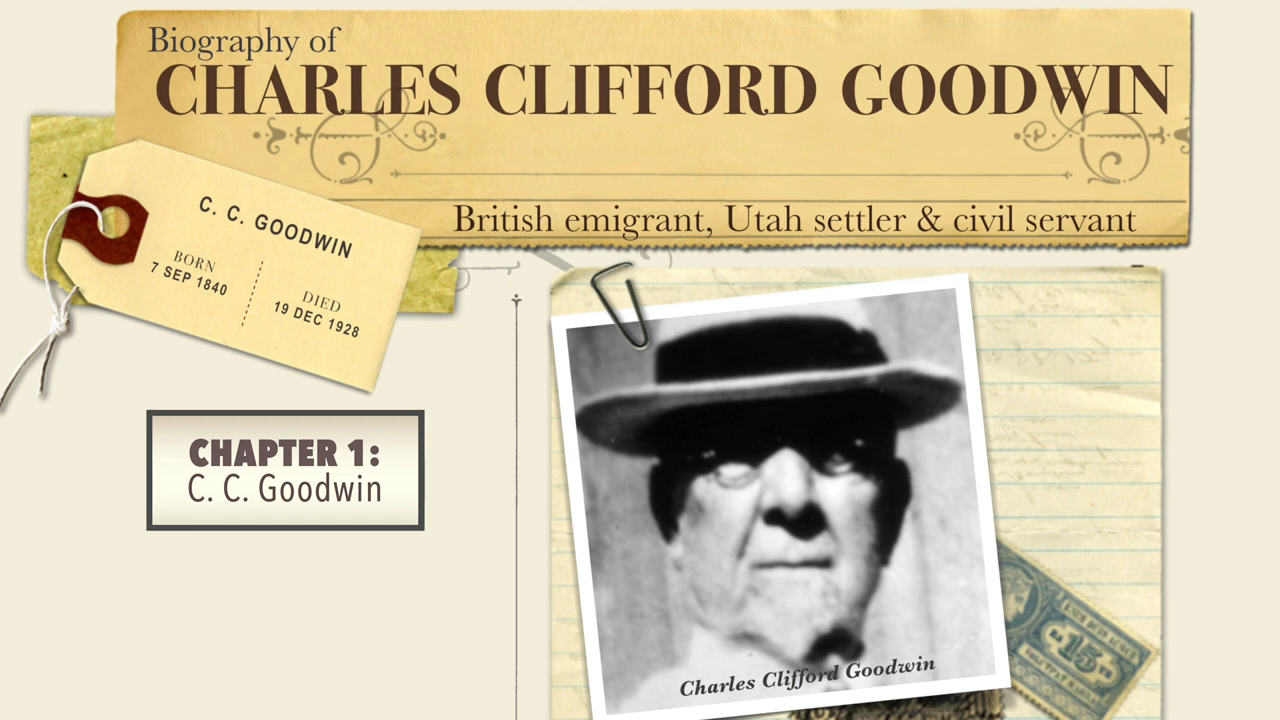 Biography of
CHARLES CLIFFORD GOODWIN
British emigrant, Utah settler & civil servant
C. C. GOODWIN
BORN
7 SEP 1840
DIED
19 DEC 1928
CHAPTER 1:
C. C. Goodwin
Charles Clifford Goodwin
15